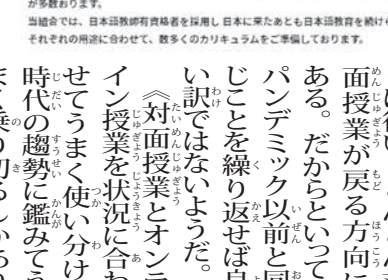 が多数おります。
当組合では、日本語教師有資格者を採用し日本に来たあとも日本語教育を続け
それぞれの用途に合わせて、数多くのカリキュラムをご準備しております。
面授業が戻る方向に
ある。だからといって
パンデミック以前と同
じことを繰り返せば良
い訳ではないようだ。
《対面授業とオンラ
イン授業を状況に合わ
せてうまく使い分け
時代の趨勢に鑑みてう
まく乗り切る